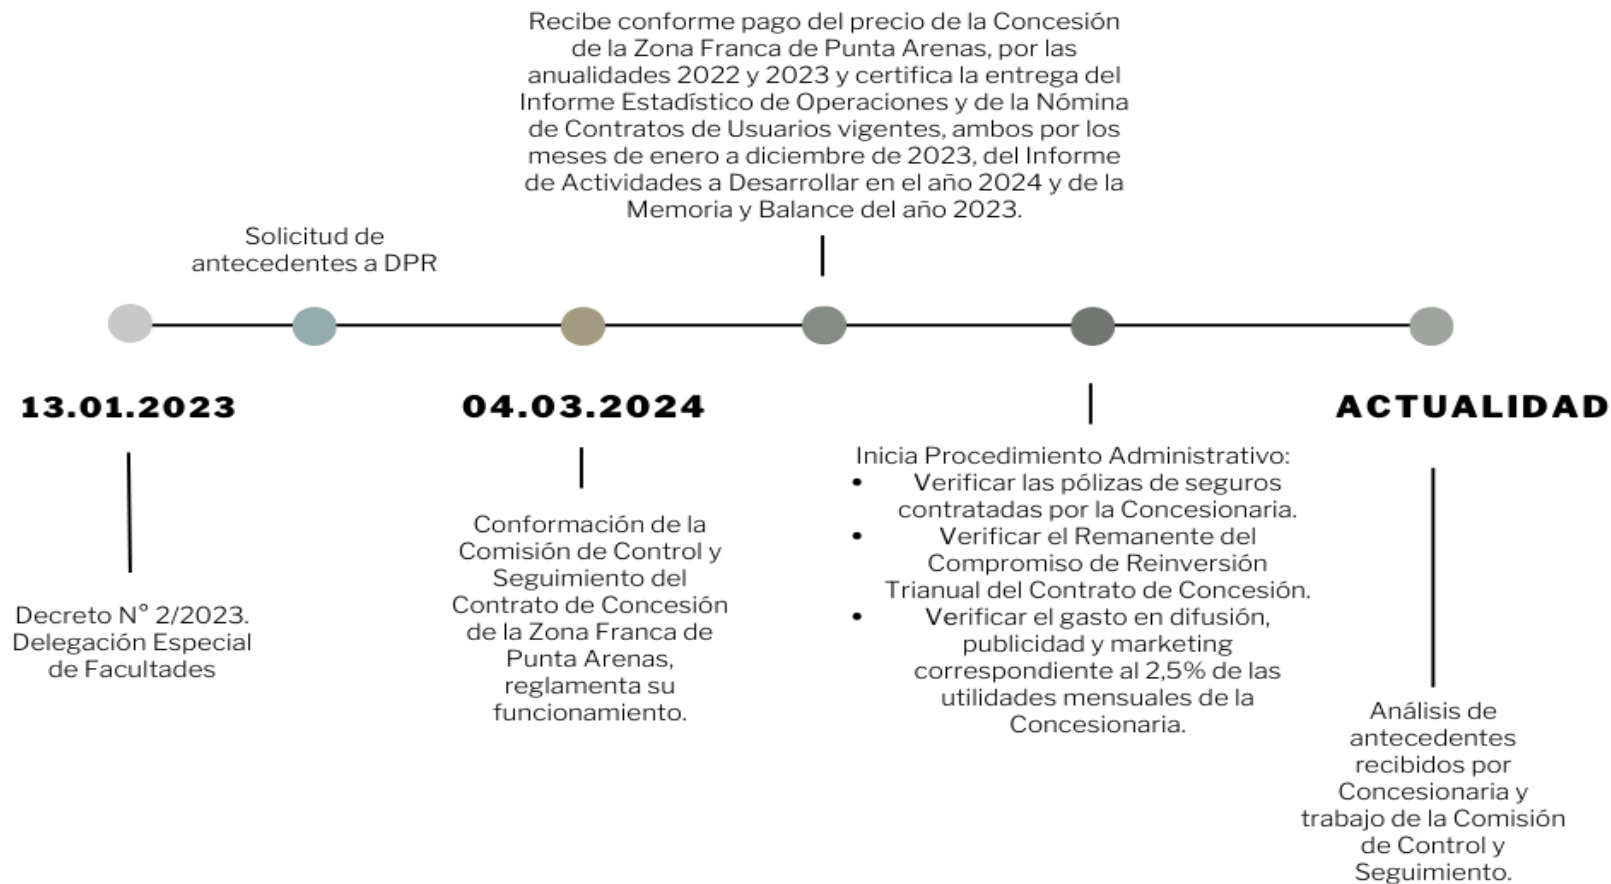 Recibe conforme pago del precio de la Concesión
de la Zona Franca de Punta Arenas, por las
anualidades 2022 y 2023 y certifica la entrega del
Informe Estadístico de Operaciones y de la Nómina
de Contratos de Usuarios vigentes, ambos por los
meses de enero a diciembre de 2023, del Informe
de Actividades a Desarrollar en el año 2024 y de la
Memoria y Balance del año 2023.
Solicitud de
antecedentes a DPR
13.01.2023
Decreto N° 2/2023.
Delegación Especial
de Facultades
04.03.2024
Conformación de la
Comisión de Control y
Seguimiento del
Contrato de Concesión
de la Zona Franca de
Punta Arenas,
reglamenta su
funcionamiento.
Inicia Procedimiento Administrativo:
• Verificar las pólizas de seguros
contratadas por la Concesionaria.
• Verificar el Remanente del
Compromiso de Reinversión
Trianual del Contrato de Concesión.
• Verificar el gasto en difusión,
publicidad y marketing
correspondiente al 2,5% de las
utilidades mensuales de la
Concesionaria.
ACTUALIDAD
Análisis de
antecedentes
recibidos por
Concesionaria y
trabajo de la Comisión
de Control y
Seguimiento.